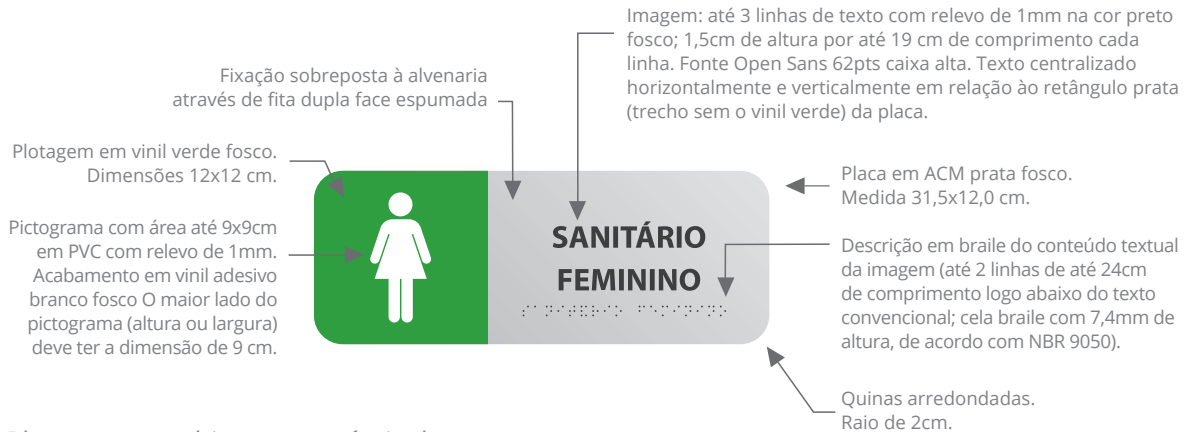 Imagem: até 3 linhas de texto com relevo de 1mm na cor preto
fosco; 1,5cm de altura por até 19 cm de comprimento cada
linha. Fonte Open Sans 62pts caixa alta. Texto centralizado
horizontalmente e verticalmente em relação ào retângulo prata
(trecho sem o vinil verde) da placa.
Fixação sobreposta à alvenaria
através de fita dupla face espumada
Plotagem em vinil verde fosco.
Dimensões 12x12 cm.
Pictograma com área até 9x9cm
em PVC com relevo de 1mm.
Acabamento em vinil adesivo
branco fosco O maior lado do
pictograma (altura ou largura)
deve ter a dimensão de 9 cm.
SANITÁRIO
FEMININO
Placa em ACM prata fosco.
Medida 31,5x12,0 cm.
Descrição em braile do conteúdo textual
da imagem (até 2 linhas de até 24cm
de comprimento logo abaixo do texto
convencional; cela braile com 7,4mm de
altura, de acordo com NBR 9050).
Quinas arredondadas.
Raio de 2cm.